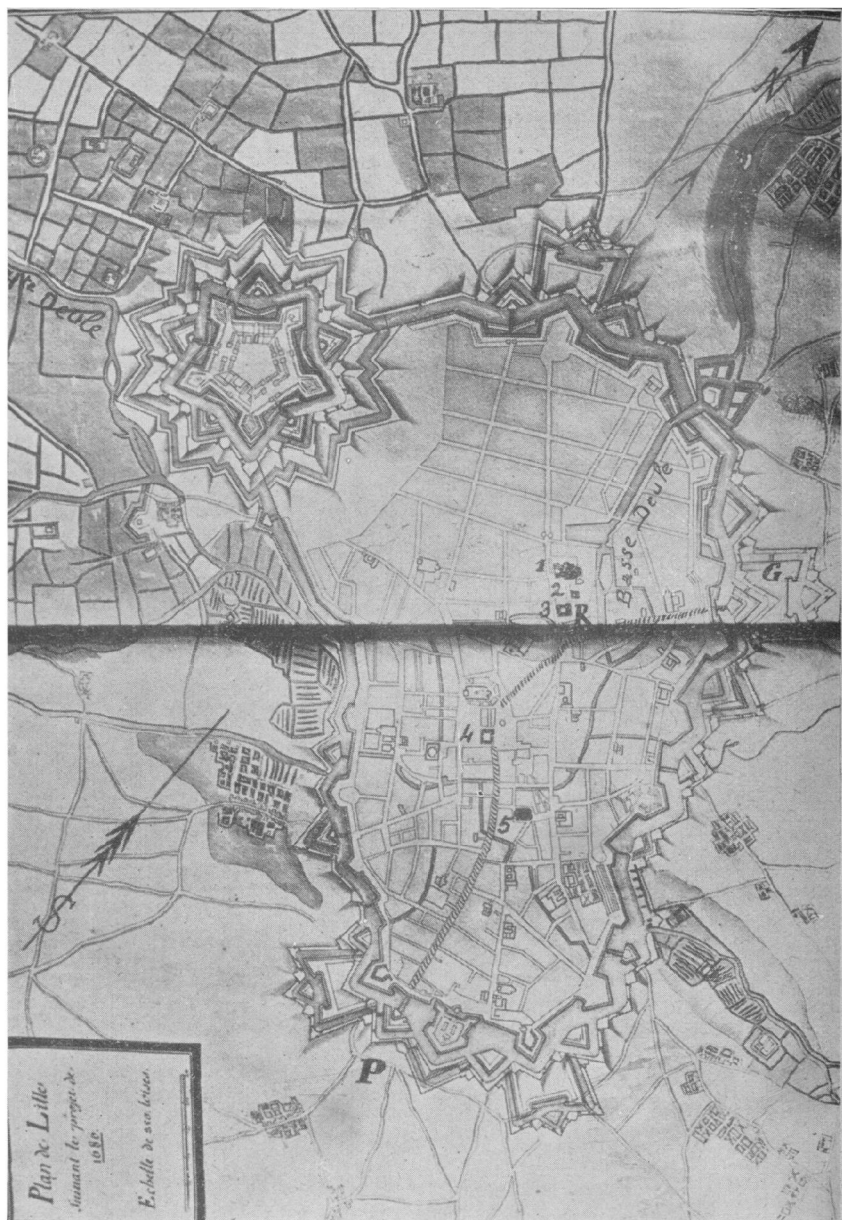 N
Deule
Basse Deule
1
2
3
R
G
4
5
S
P
Plan de Lille
suivant le projet de
1680
Echelle de 200 toises